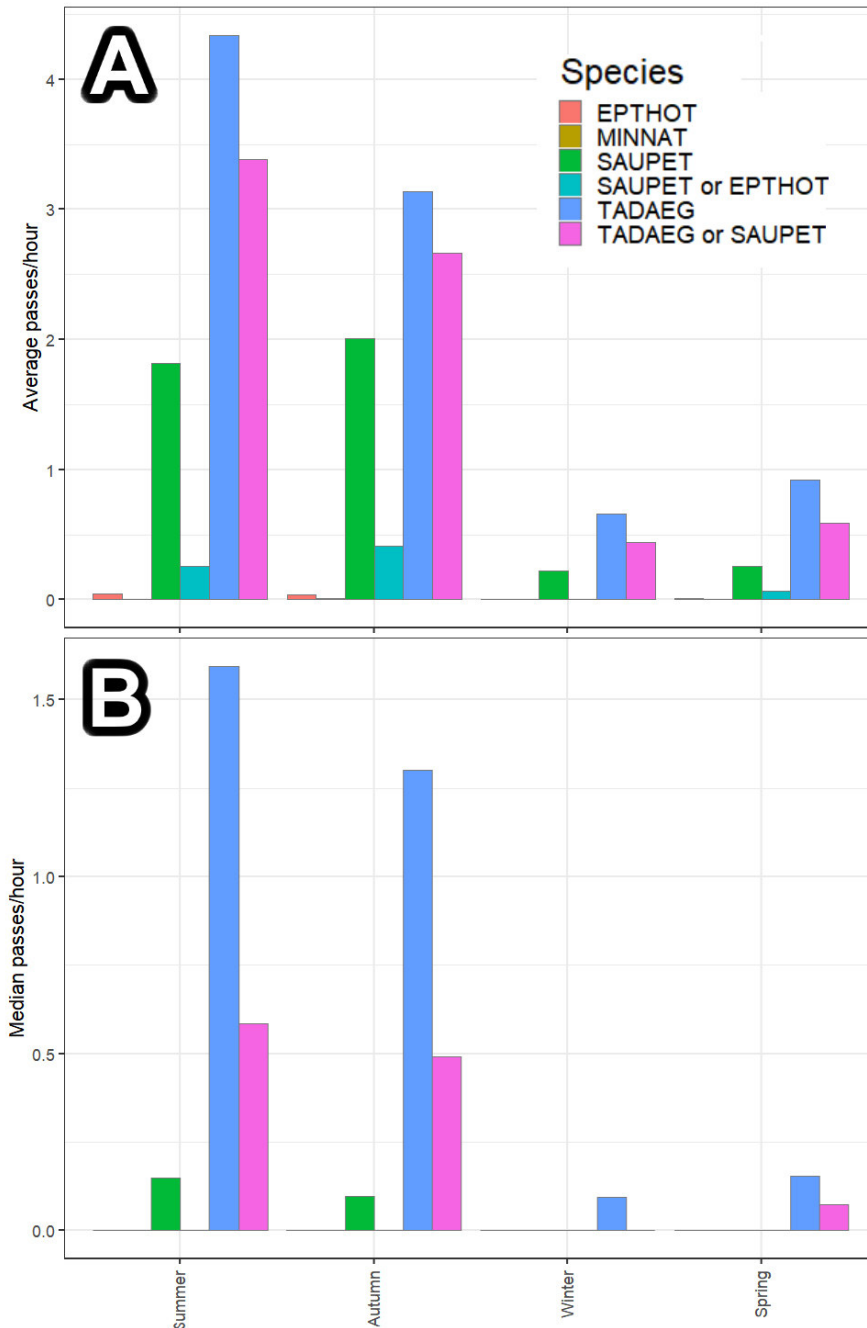 A
Species
EPTHOT
MINNAT
SAUPET
SAUPET or EPTHOT
TADAEG
TADAEG or SAUPET
4
3
2
1
0
Average passes/hour
B
1.5
1.0
0.5
0.0
Median passes/hour
Summer
Autumn
Winter
Spring